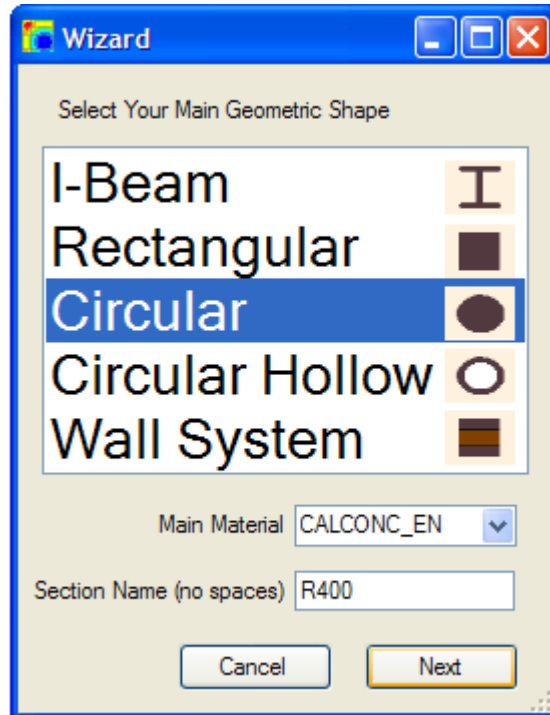 Wizard
Select Your Main Geometric Shape
I-Beam
Rectangular
Circular
Circular Hollow
Wall System
Main Material CALCONC_EN
Section Name (no spaces) R400
Cancel Next